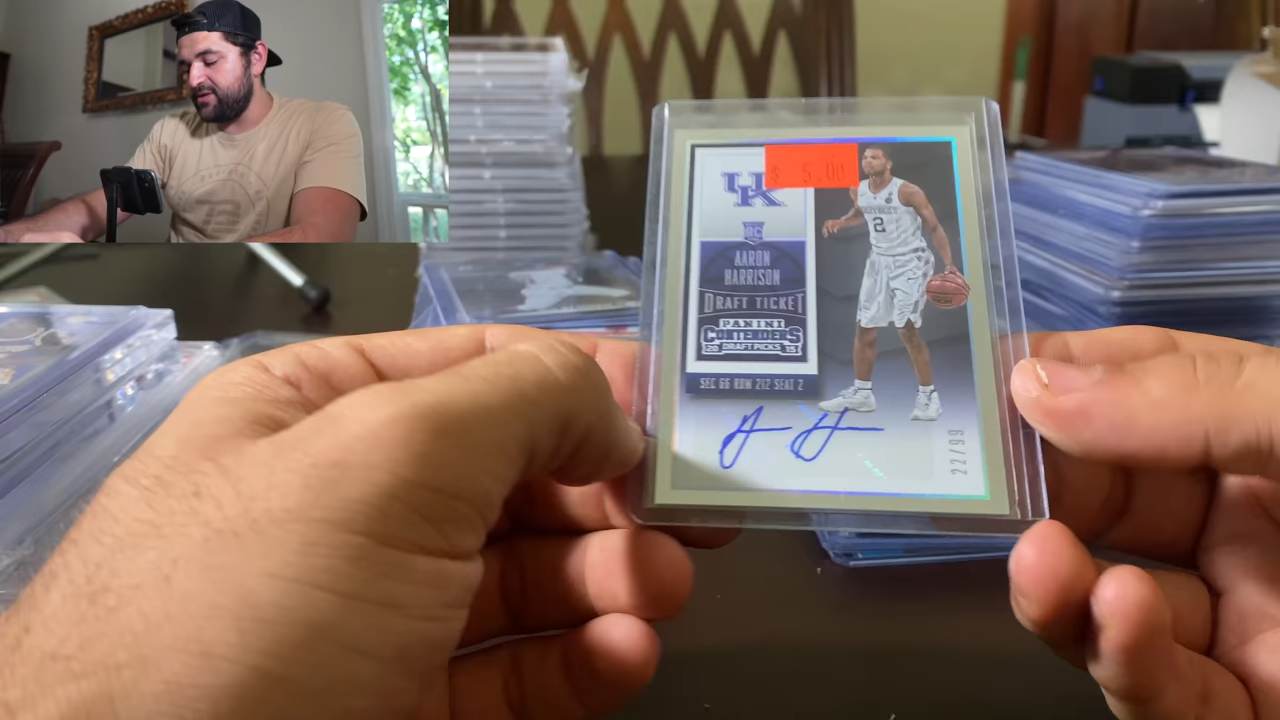 $ 5.00
UK
RC
AARON
HARRISON
DRAFT TICKET
PANINI
CONTENDERS
20 DRAFT PICKS 15
SEC 66 ROW 212 SEAT 2
2
22/99